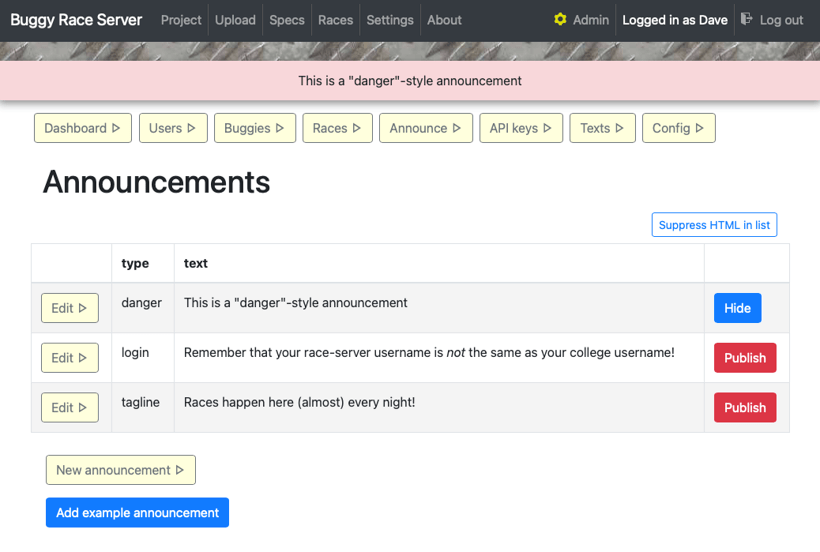 Buggy Race Server Project Upload Specs Races Settings About Admin Logged in as Dave Log out
This is a "danger"-style announcement
Dashboard Users Buggies Races Announce API keys Texts Config
Announcements
Suppress HTML in list
type text
Edit danger This is a "danger"-style announcement Hide
Edit login Remember that your race-server username is not the same as your college username! Publish
Edit tagline Races happen here (almost) every night! Publish
New announcement
Add example announcement